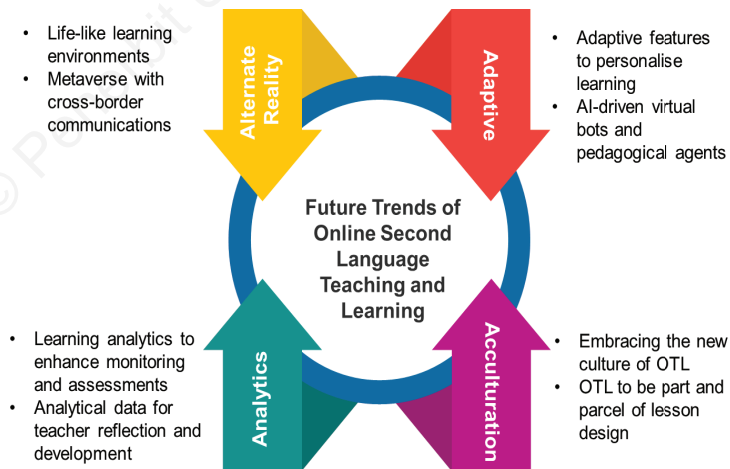 • Life-like learning
environments
• Metaverse with
cross-border
communications
Alternate
Reality
Adaptive
• Adaptive features
to personalise
learning
• AI-driven virtual
bots and
pedagogical agents
Future Trends of
Online Second
Language
Teaching and
Learning
• Learning analytics to
enhance monitoring
and assessments
• Analytical data for
teacher reflection and
development
Analytics
Acculturation
• Embracing the new
culture of OTL
• OTL to be part and
parcel of lesson
design